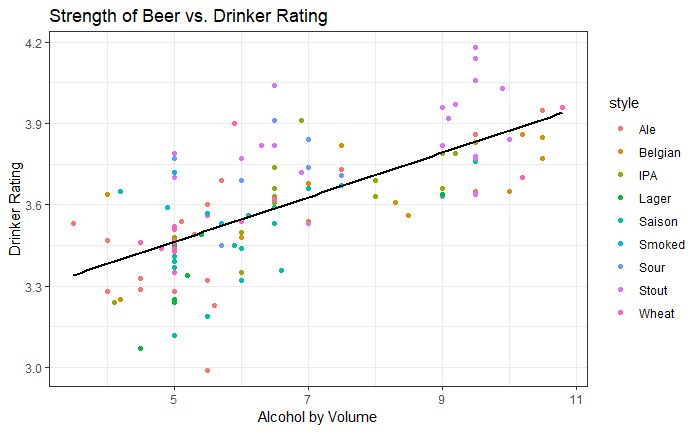 Strength of Beer vs. Drinker Rating
4.2
3.9
3.6
3.3
3.0
Drinker Rating
5
7
9
11
Alcohol by Volume
style
Ale
Belgian
IPA
Lager
Saison
Smoked
Sour
Stout
Wheat